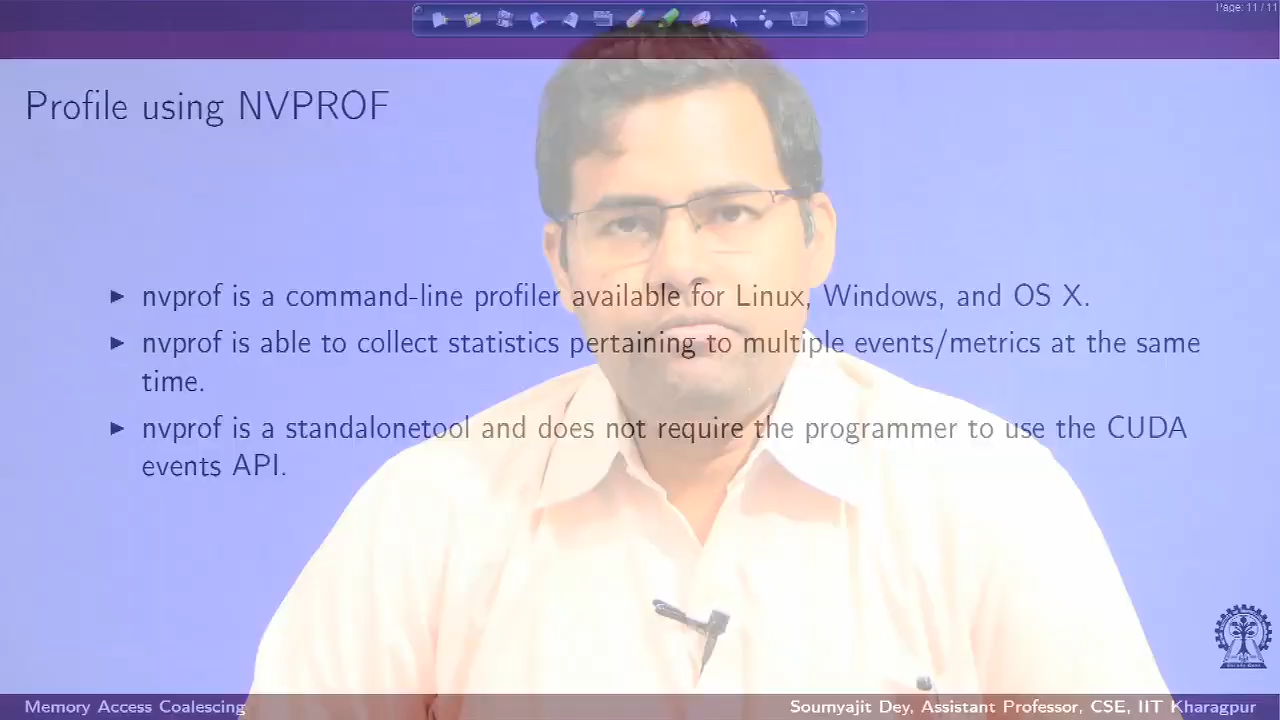 Page: 11 / 11
Profile using NVPROF
▶ nvprof is a command-line profiler available for Linux, Windows, and OS X.
▶ nvprof is able to collect statistics pertaining to multiple events/metrics at the same
time.
▶ nvprof is a standalonetool and does not require the programmer to use the CUDA
events API.
Memory Access Coalescing
Soumyajit Dey, Assistant Professor, CSE, IIT Kharagpur